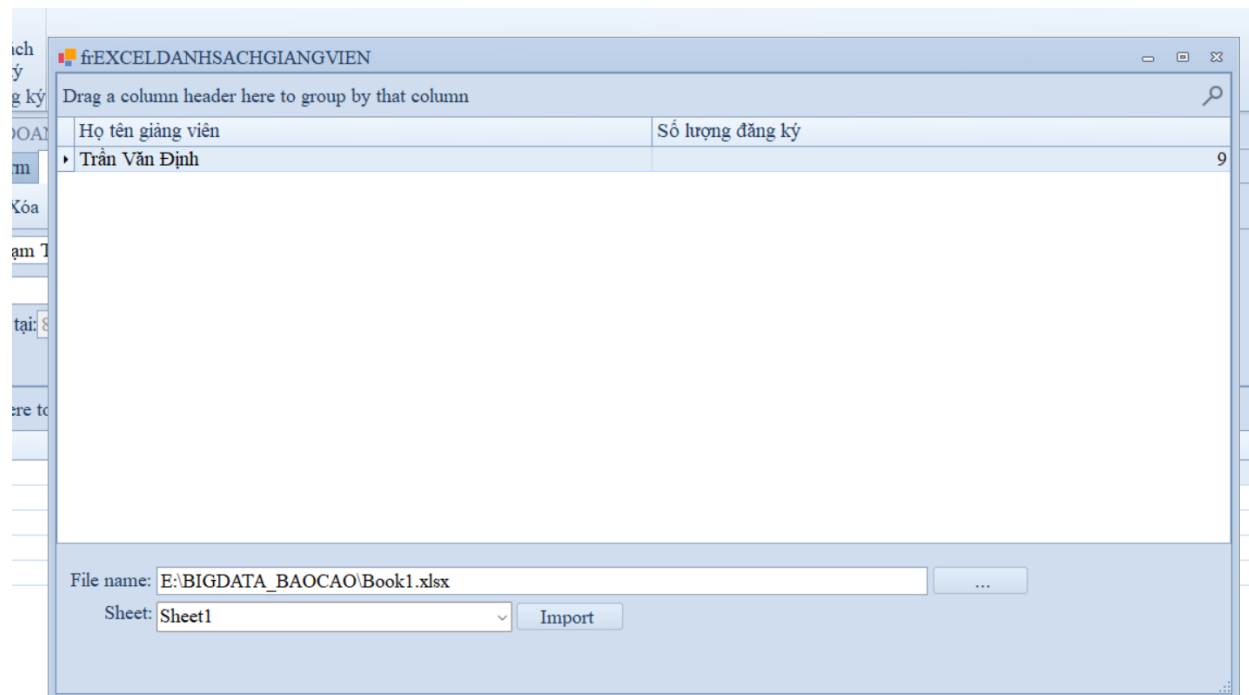 frEXCELDANHSACHGIANGVIEN
Drag a column header here to group by that column
Họ tên giảng viên Số lượng đăng ký
Trần Văn Định 9
Xóa
tại:
File name: E:\BIGDATA_BAOCAO\Book1.xlsx ...
Sheet: Sheet1 Import